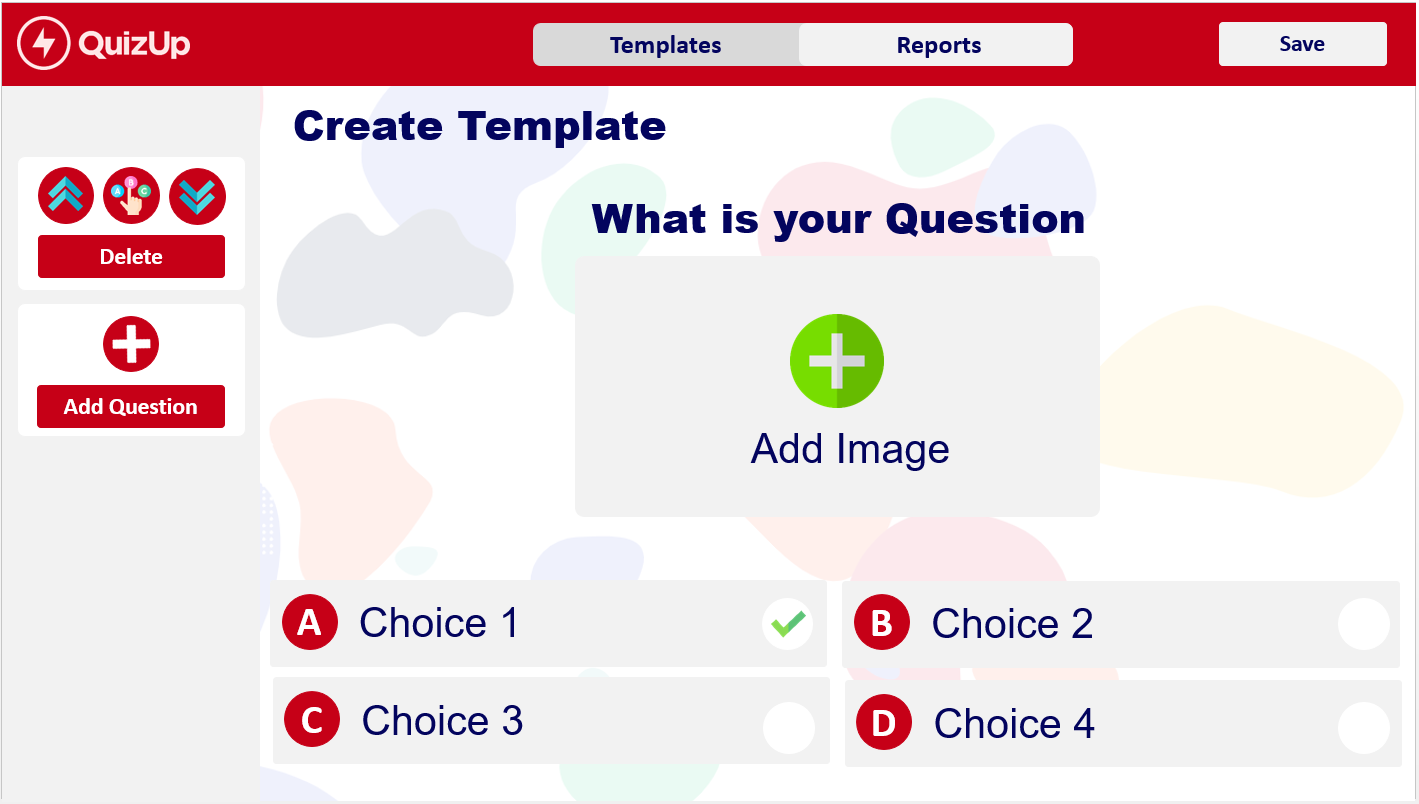 QuizUp
Templates
Reports
Save
Create Template
A B C
Delete
Add Question
What is your Question
Add Image
A Choice 1
B Choice 2
C Choice 3
D Choice 4